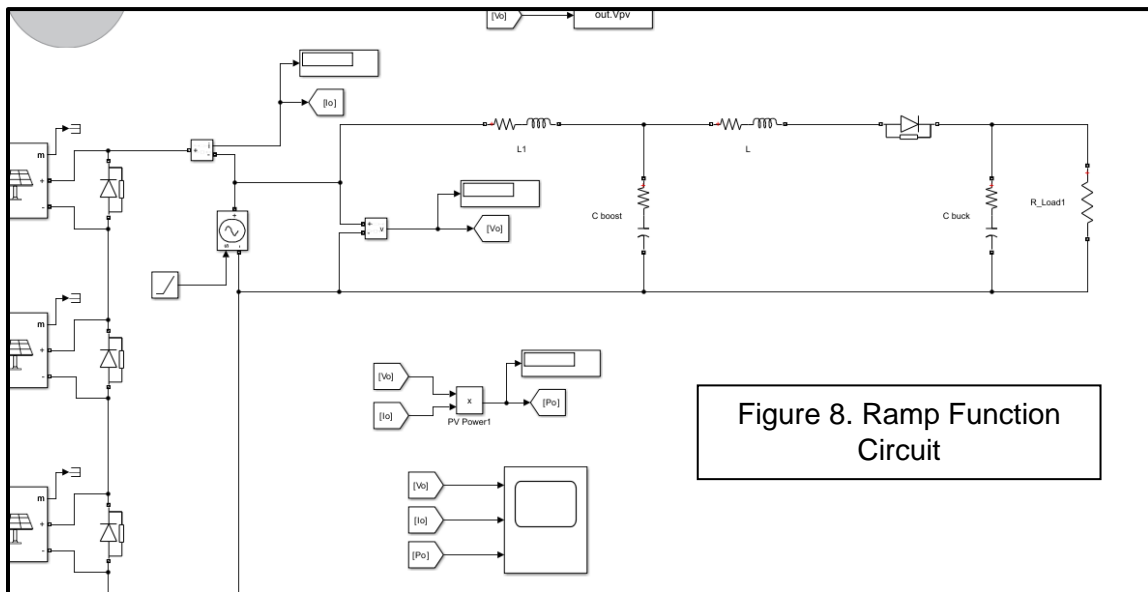 [Vo]
out.Vpv
[Io]
L1
L
m
+
-
+
-
i
+
s
-
+
-
v
[Vo]
C boost
C buck
R_Load1
m
+
-
[Vo]
[Io]
x
PV Power1
[Po]
Figure 8. Ramp Function
Circuit
m
+
-
[Vo]
[Io]
[Po]